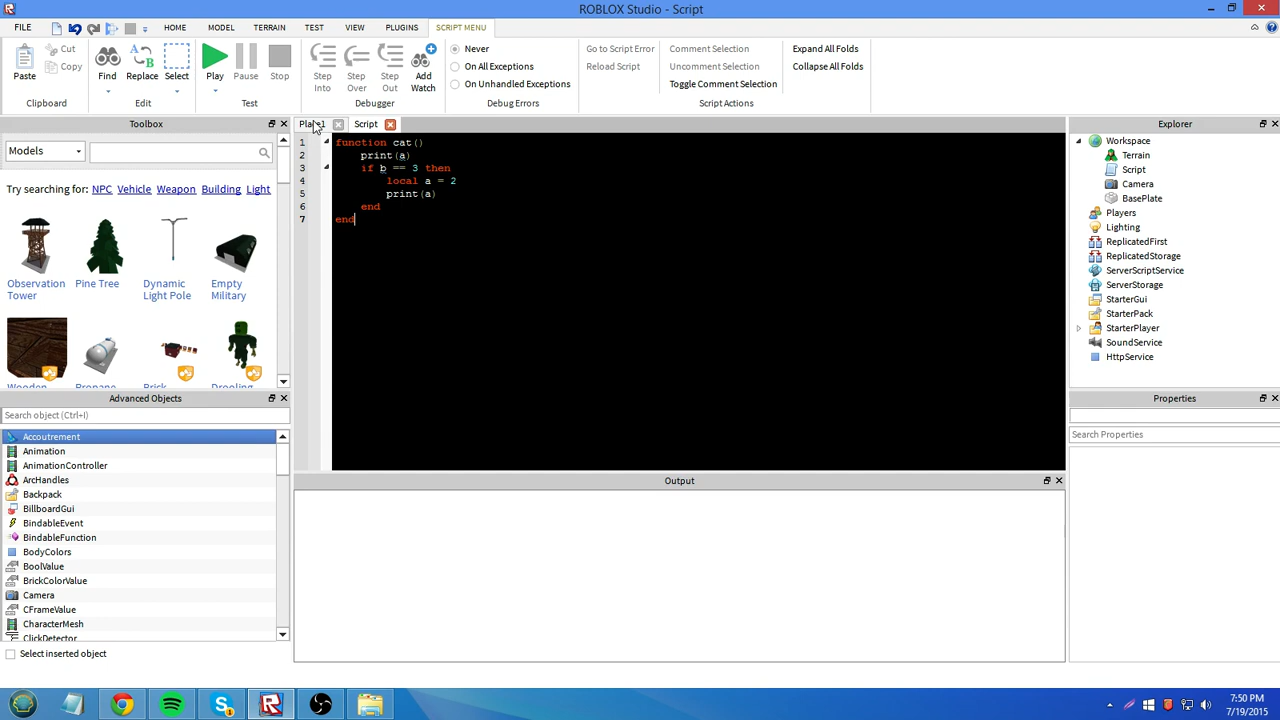 ROBLOX Studio - Script
FILE
HOME MODEL TERRAIN TEST VIEW PLUGINS SCRIPT MENU
Paste
Cut
Copy
Clipboard
Find
Replace
Select
Edit
Play
Pause
Stop
Test
Step Into
Step Over
Step Out
Add Watch
Debugger
Never
On All Exceptions
On Unhandled Exceptions
Debug Errors
Go to Script Error
Reload Script
Comment Selection
Uncomment Selection
Toggle Comment Selection
Expand All Folds
Collapse All Folds
Script Actions
Toolbox
Models
Try searching for: NPC Vehicle Weapon Building Light
Observation Tower
Pine Tree
Dynamic Light Pole
Empty Military
Wooden
Propane
Brick
Drooling
Advanced Objects
Search object (Ctrl+I)
Accoutrement
Animation
AnimationController
ArcHandles
Backpack
BillboardGui
BindableEvent
BindableFunction
BodyColors
BoolValue
BrickColorValue
Camera
CFrameValue
CharacterMesh
ClickDetector
Select inserted object
Script
1 function cat()
2 print(a)
3 if b == 3 then
4 local a = 2
5 print(a)
6 end
7 end
Output
Explorer
Workspace
Terrain
Script
Camera
BasePlate
Players
Lighting
ReplicatedFirst
ReplicatedStorage
ServerScriptService
ServerStorage
StarterGui
StarterPack
StarterPlayer
SoundService
HttpService
Properties
Search Properties
7:50 PM
7/19/2015